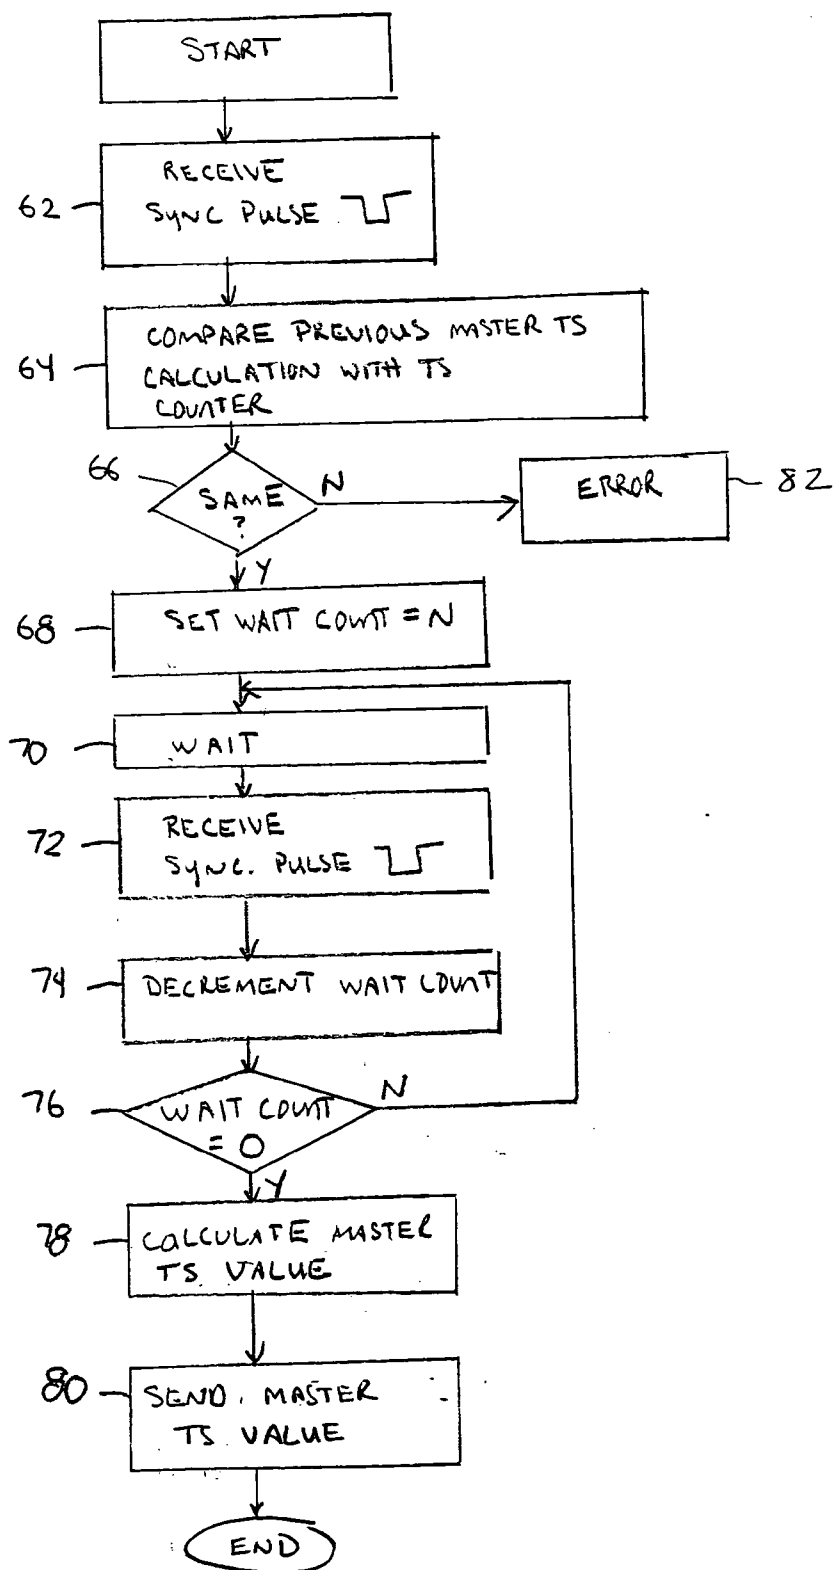 START
RECEIVE
62
SYNC PULSE
COMPARE PREVIOUS MASTER TS
64
CALCULATION WITH TS
COUNTER
66
SAME
?
N
ERROR
82
Y
68
SET WAIT COUNT = N
70
WAIT
RECEIVE
72
SYNC. PULSE
74
DECREMENT WAIT COUNT
76
WAIT COUNT
= 0
N
Y
78
CALCULATE MASTER
TS VALUE
80
SEND MASTER
TS VALUE
END